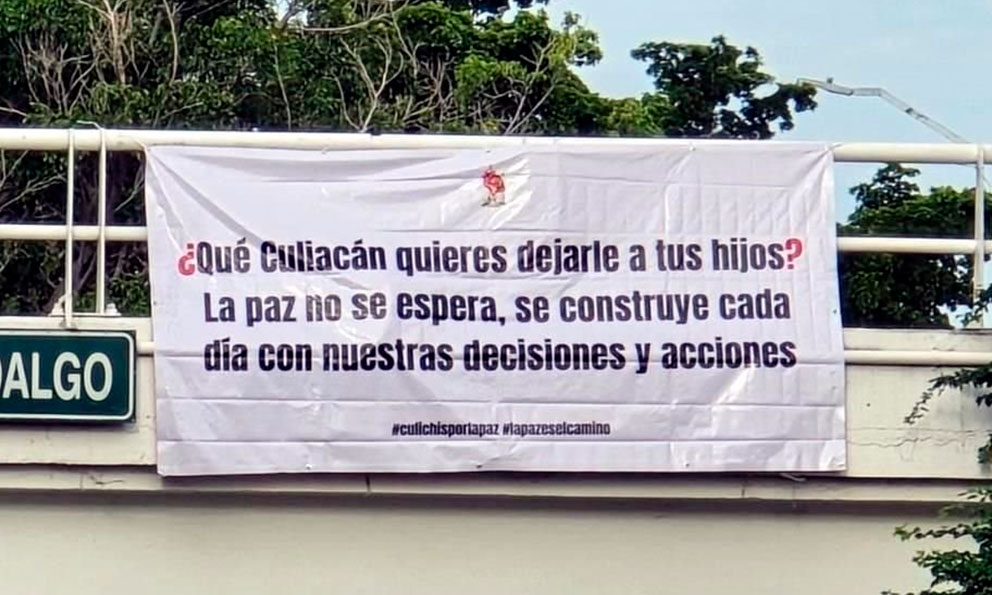 ¿Qué Culiacán quieres dejarle a tus hijos?
La paz no se espera, se construye cada
día con nuestras decisiones y acciones
#culichisporlapaz #lapazeselcamino
DALGO